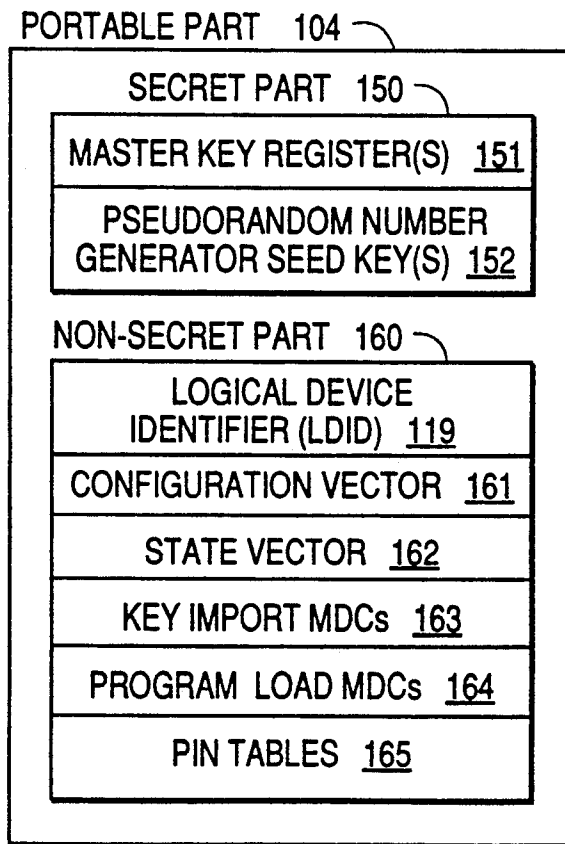 PORTABLE PART 104
SECRET PART 150
MASTER KEY REGISTER(S) 151
PSEUDORANDOM NUMBER
GENERATOR SEED KEY(S) 152
NON-SECRET PART 160
LOGICAL DEVICE
IDENTIFIER (LDID) 119
CONFIGURATION VECTOR 161
STATE VECTOR 162
KEY IMPORT MDCs 163
PROGRAM LOAD MDCs 164
PIN TABLES 165